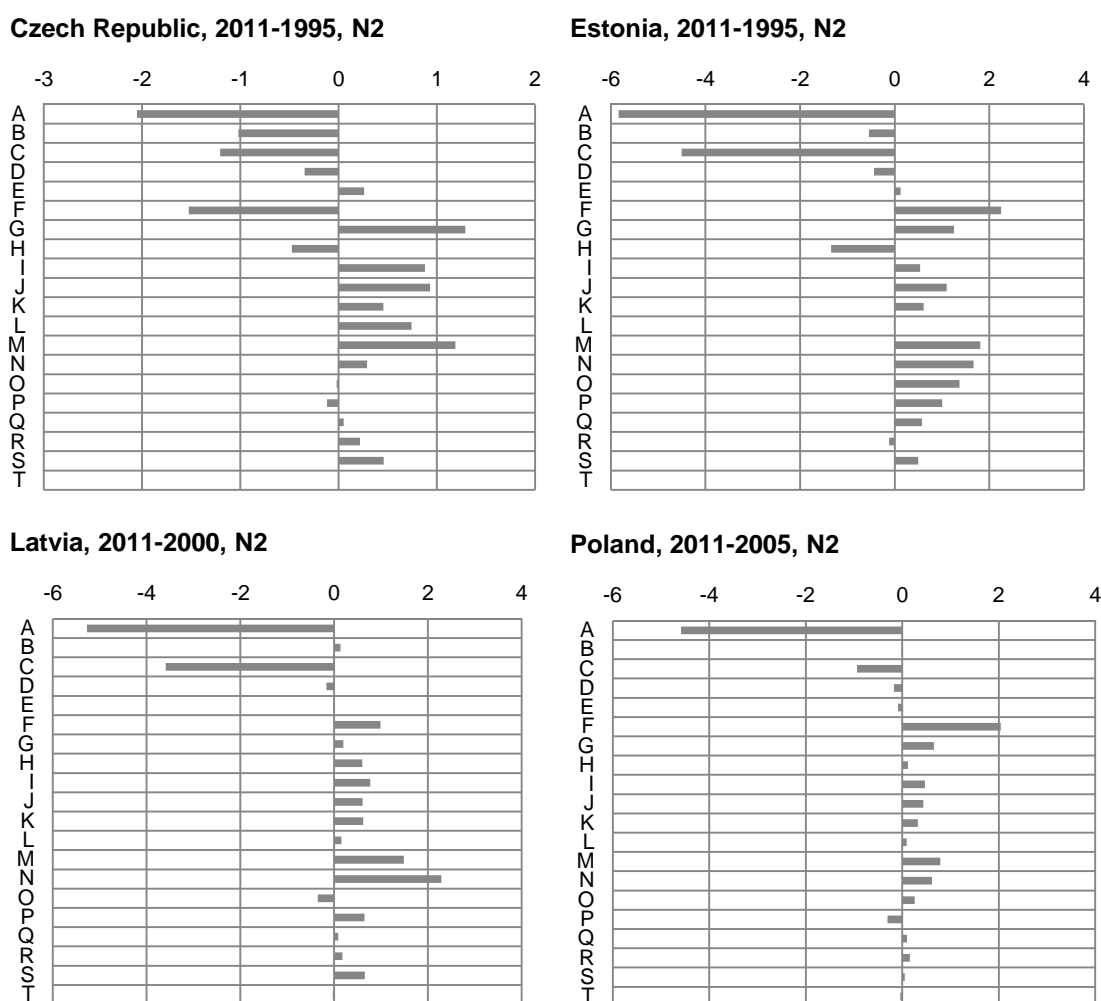 Czech Republic, 2011-1995, N2
-3 -2 -1 0 1 2
A
B
C
D
E
F
G
H
I
J
K
L
M
N
O
P
Q
R
S
T
Estonia, 2011-1995, N2
-6 -4 -2 0 2 4
A
B
C
D
E
F
G
H
I
J
K
L
M
N
O
P
Q
R
S
T
Latvia, 2011-2000, N2
-6 -4 -2 0 2 4
A
B
C
D
E
F
G
H
I
J
K
L
M
N
O
P
Q
R
S
T
Poland, 2011-2005, N2
-6 -4 -2 0 2 4
A
B
C
D
E
F
G
H
I
J
K
L
M
N
O
P
Q
R
S
T